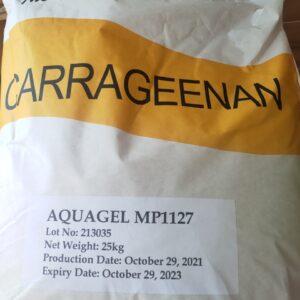 CARRAGEENAN
AQUAGEL MP1127
Lot No: 213035
Net Weight: 25kg
Production Date: October 29, 2021
Expiry Date: October 29, 2023